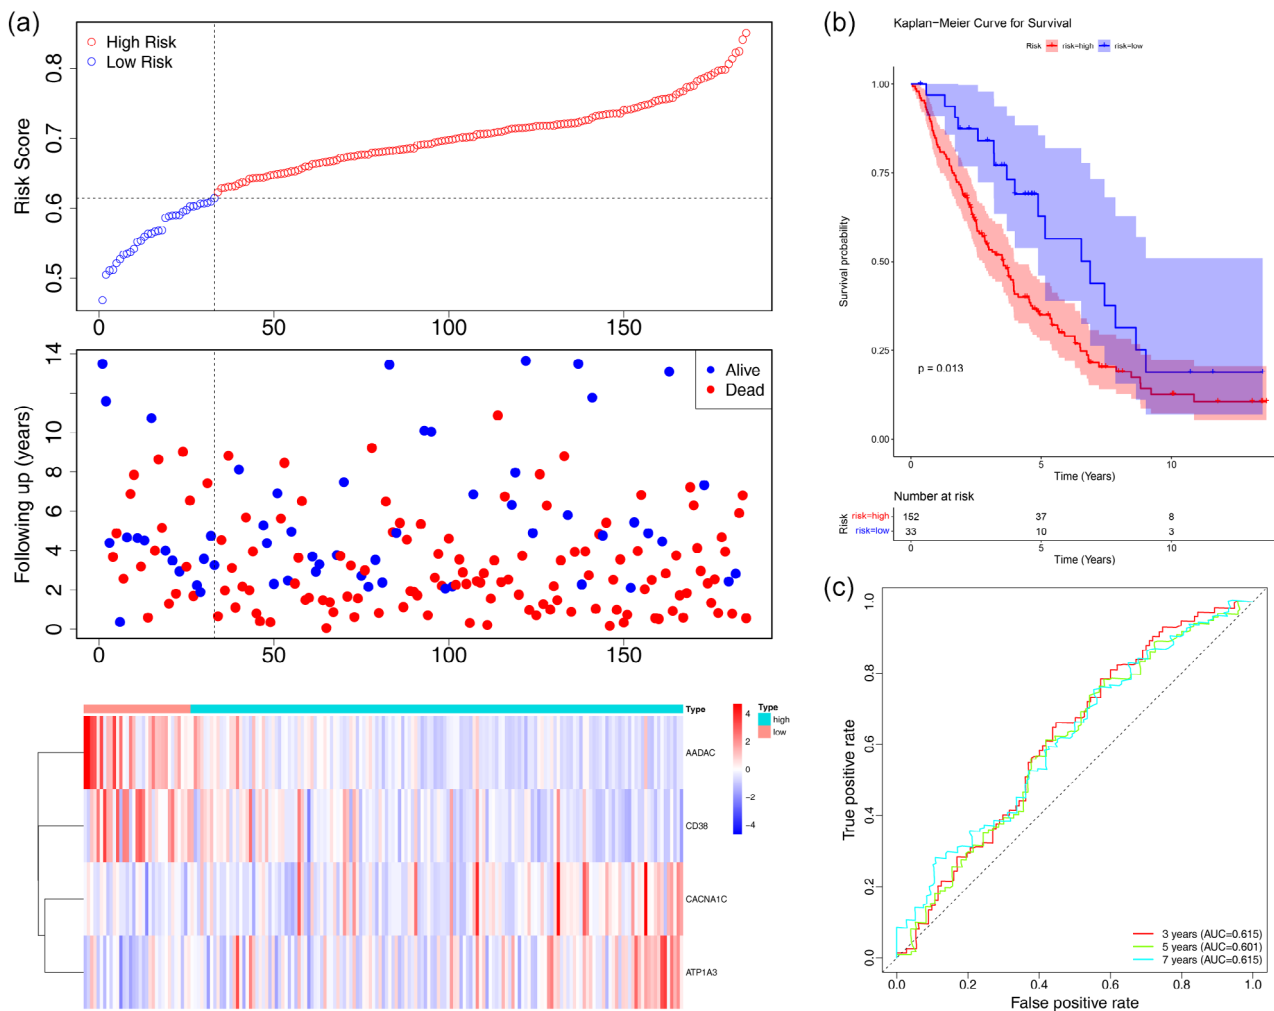 (a)
High Risk
Low Risk
Risk Score
0.8
0.7
0.6
0.5
0 50 100 150
Alive
Dead
Following up (years)
14
10
8
6
4
2
0
0 50 100 150
Type
AADAC
CD38
CACNA1C
ATP1A3
4
2
0
−2
−4
Type
high
low
(b)
Kaplan−Meier Curve for Survival
Risk risk=high risk=low
Survival probability
1.00
0.75
0.50
0.25
0.00
p = 0.013
0 5 10
Time (Years)
Number at risk
Risk
risk=high 152 37 8
risk=low 33 10 3
0 5 10
Time (Years)
(c)
True positive rate
1.0
0.8
0.6
0.4
0.2
0.0
3 years (AUC=0.615)
5 years (AUC=0.601)
7 years (AUC=0.615)
0.0 0.2 0.4 0.6 0.8 1.0
False positive rate